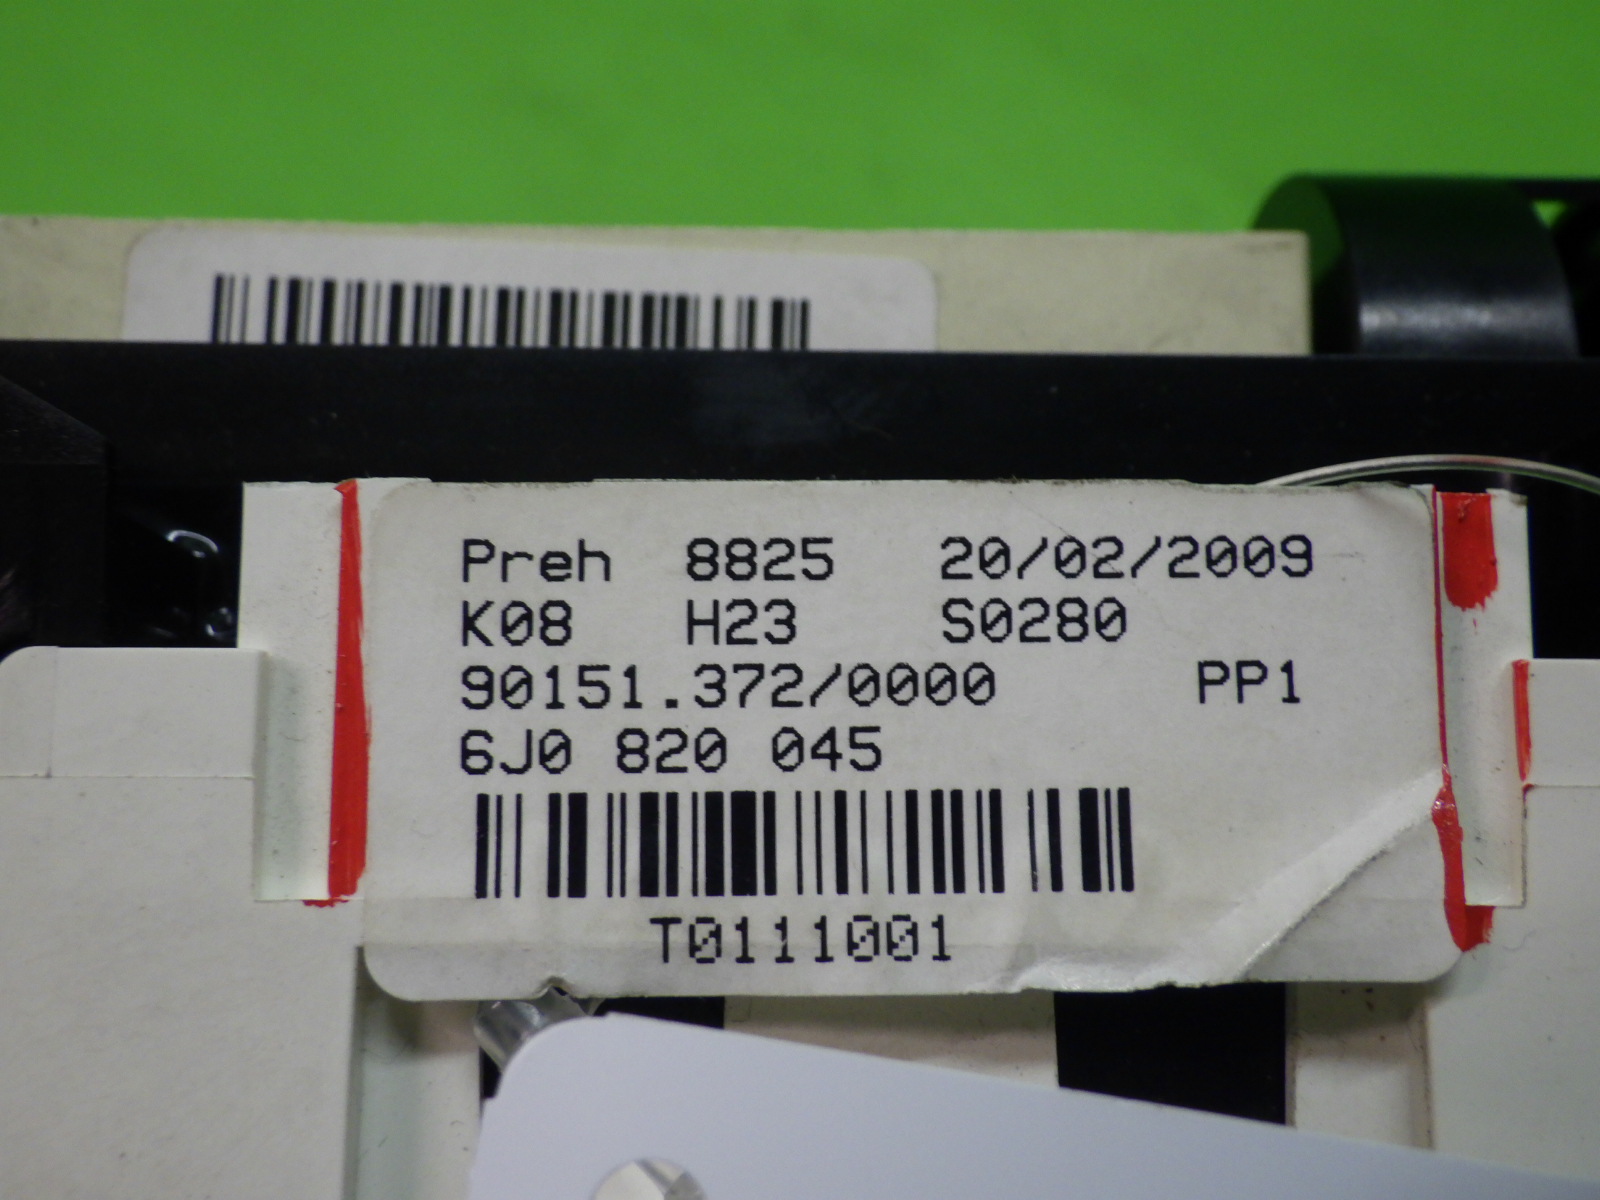 Preh 8825 20/02/2009
K08 H23 S0280
90151.372/0000 PP1
6J0 820 045
T0111001